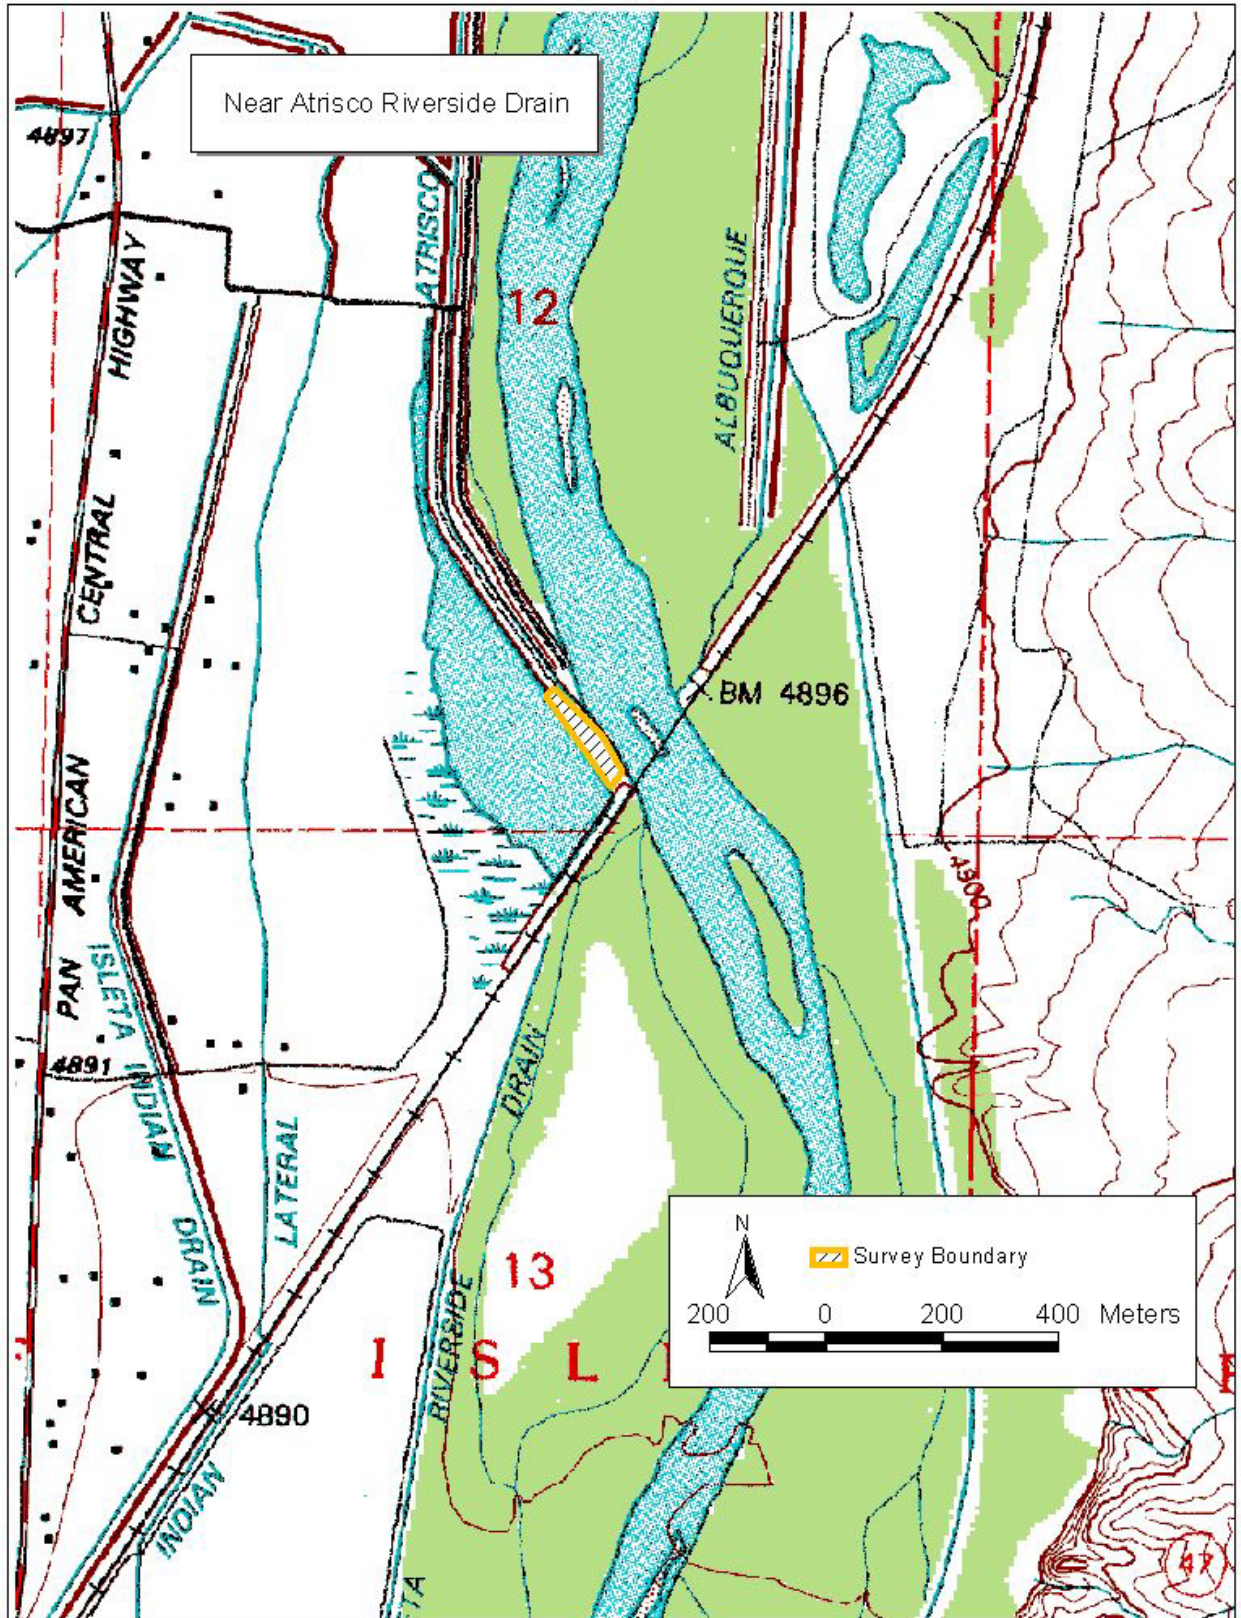 Near Atrisco Riverside Drain
4897
ATRISCO
HIGHWAY
12
ALBUQUERQUE
CENTRAL
BM 4896
PAN AMERICAN
4900
ISLETA INDIAN DRAIN
4891
DRAIN
LATERAL
N
Survey Boundary
13
200 0 200 400 Meters
RIVERSIDE
I S L
4890
INDIAN
47
TA